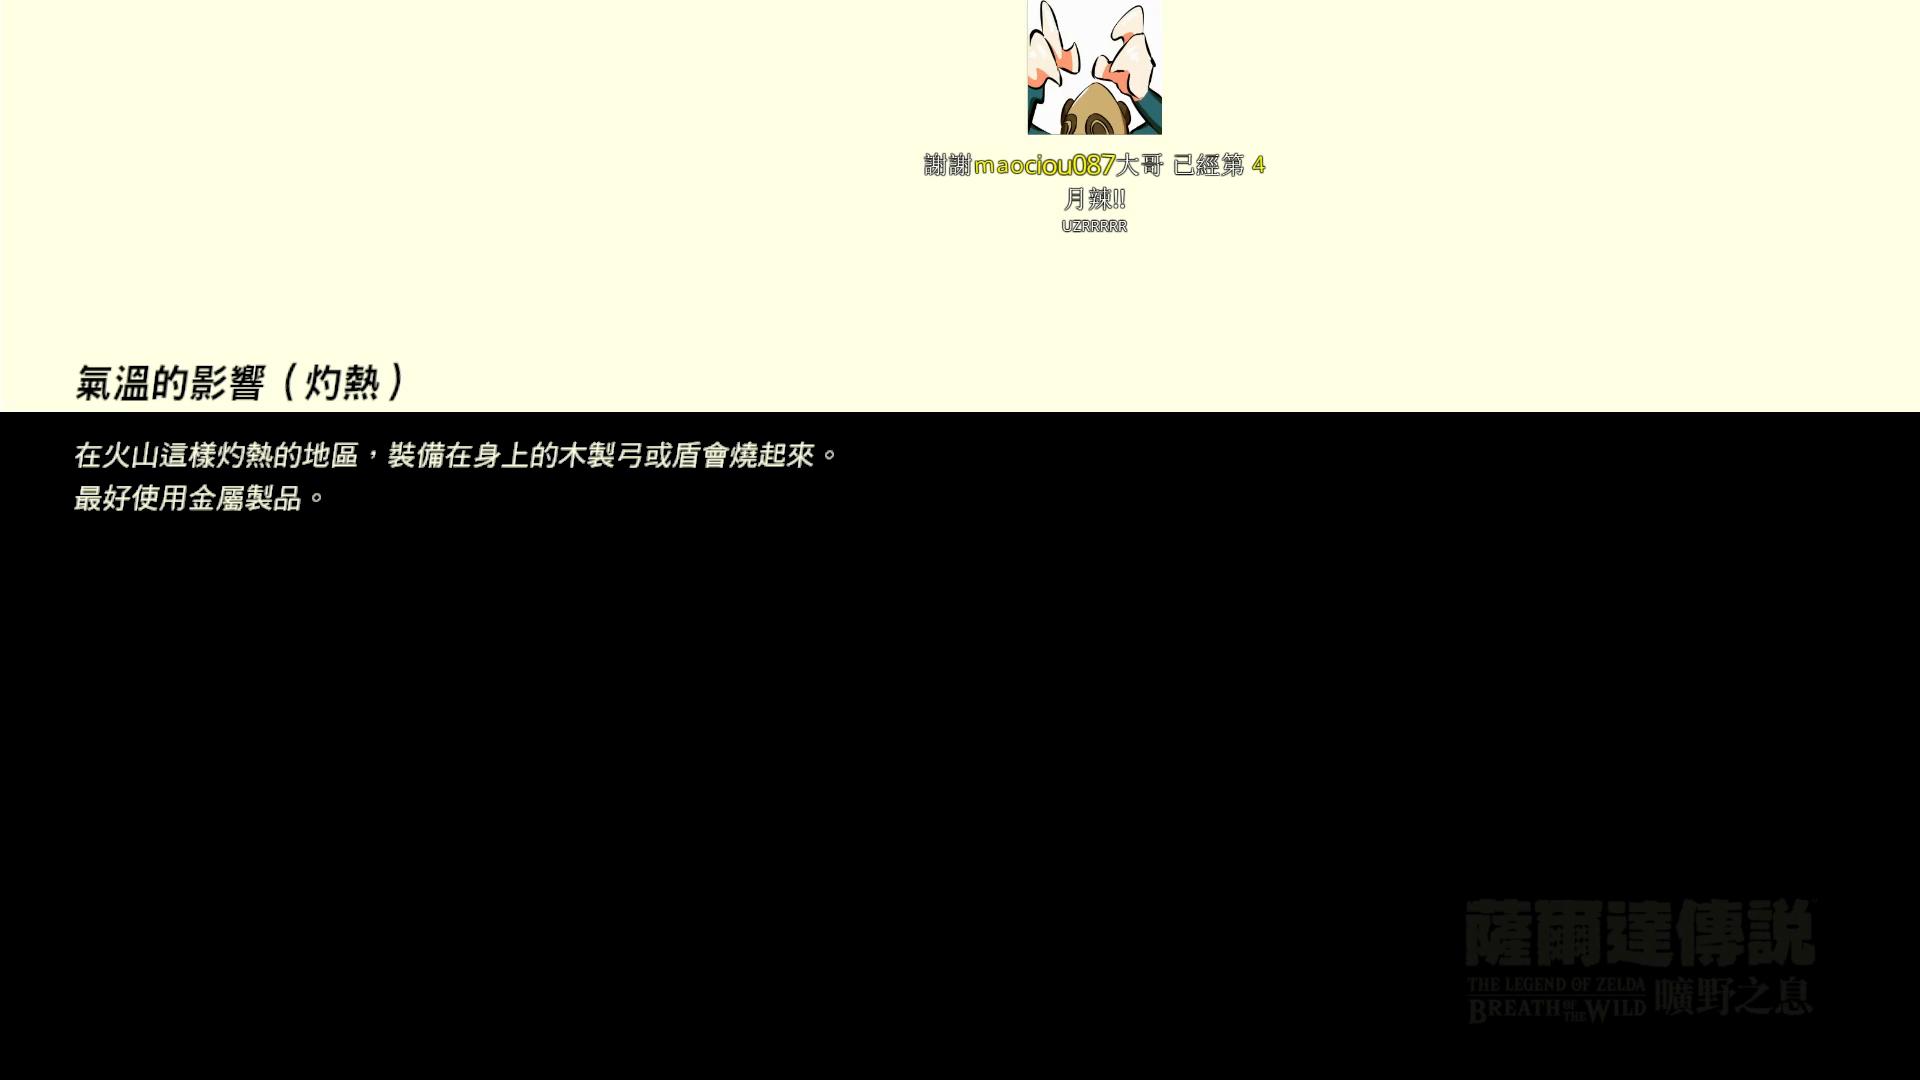 謝謝maociou087大哥 已經第 4
月辣!!
UZRRRRR
氣溫的影響（灼熱）
在火山這樣灼熱的地區，裝備在身上的木製弓或盾會燒起來。
最好使用金屬製品。
薩爾達傳説
THE LEGEND OF ZELDA
BREATH OF THE WILD 曠野之息